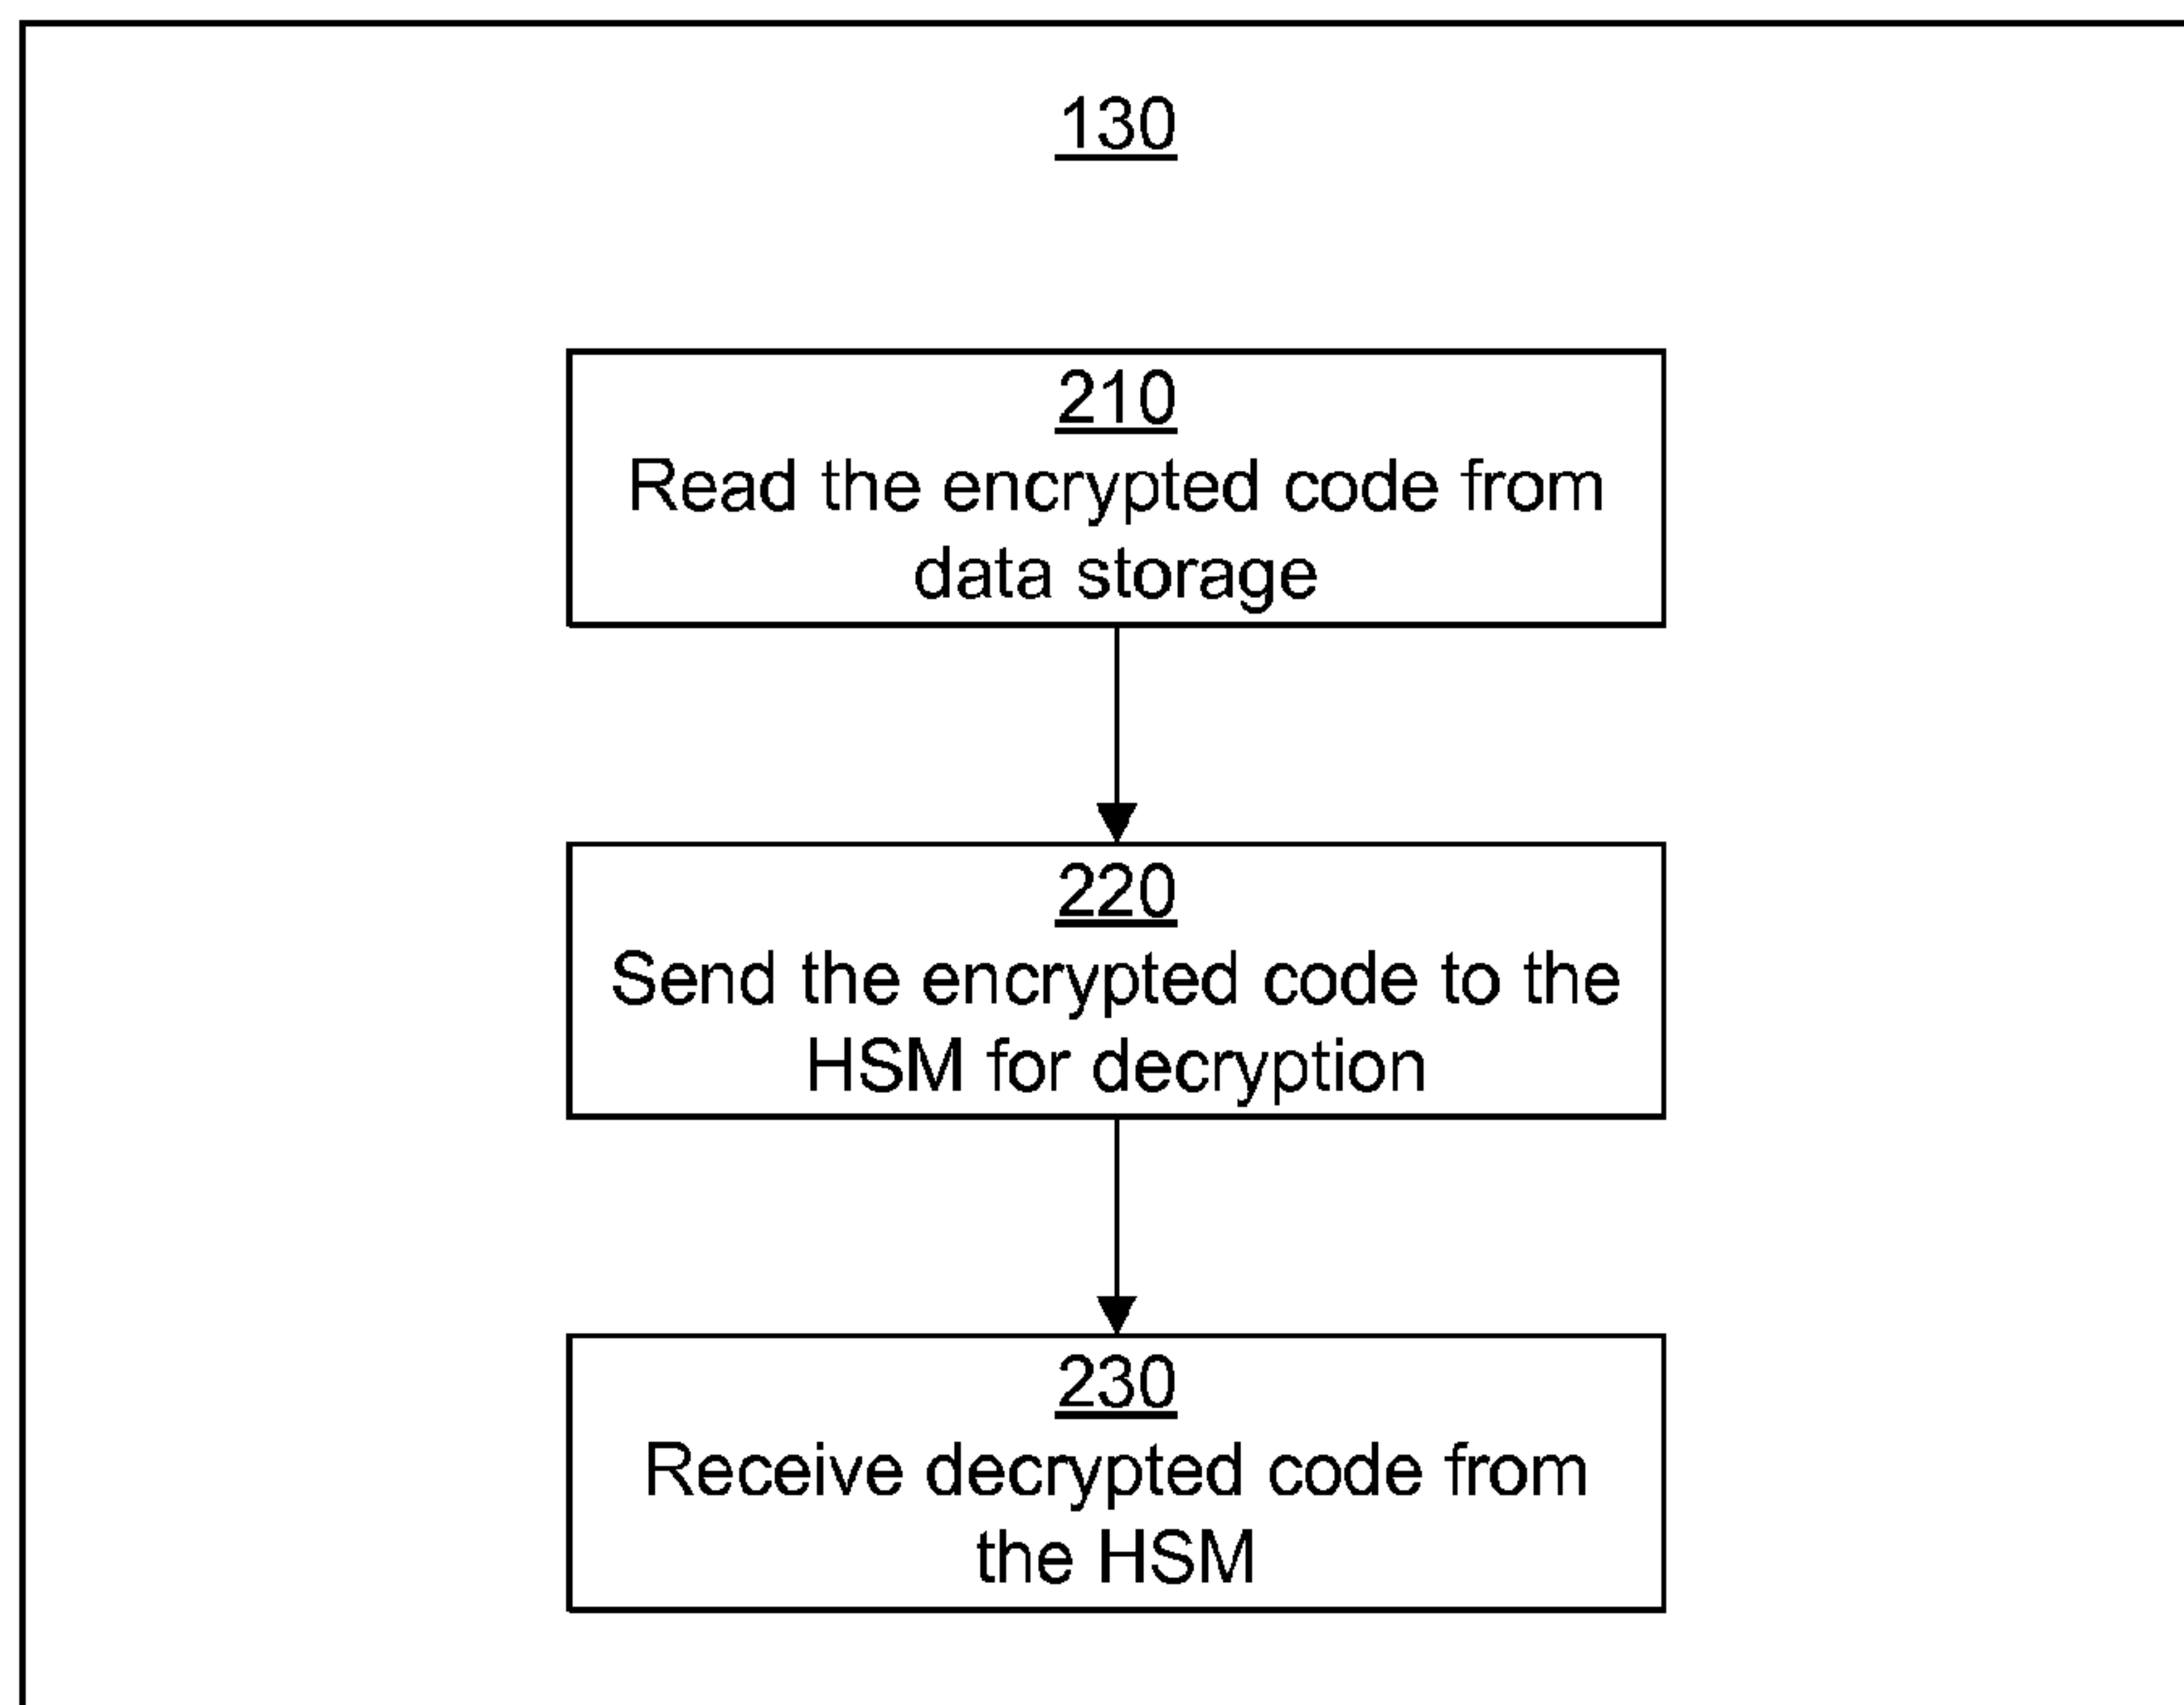 130
210
Read the encrypted code from
data storage
220
Send the encrypted code to the
HSM for decryption
230
Receive decrypted code from
the HSM